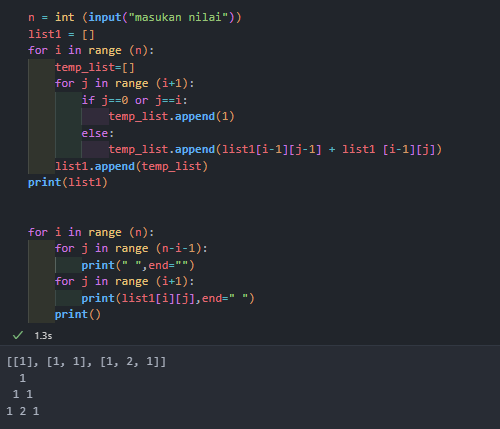 n = int (input("masukan nilai"))
list1 = []
for i in range (n):
    temp_list=[]
    for j in range (i+1):
        if j==0 or j==i:
            temp_list.append(1)
        else:
            temp_list.append(list1[i-1][j-1] + list1 [i-1][j])
    list1.append(temp_list)
print(list1)
for i in range (n):
    for j in range (n-i-1):
        print(" ",end="")
    for j in range (i+1):
        print(list1[i][j],end=" ")
    print()
1.3s
[[1], [1, 1], [1, 2, 1]]
  1
 1 1
1 2 1